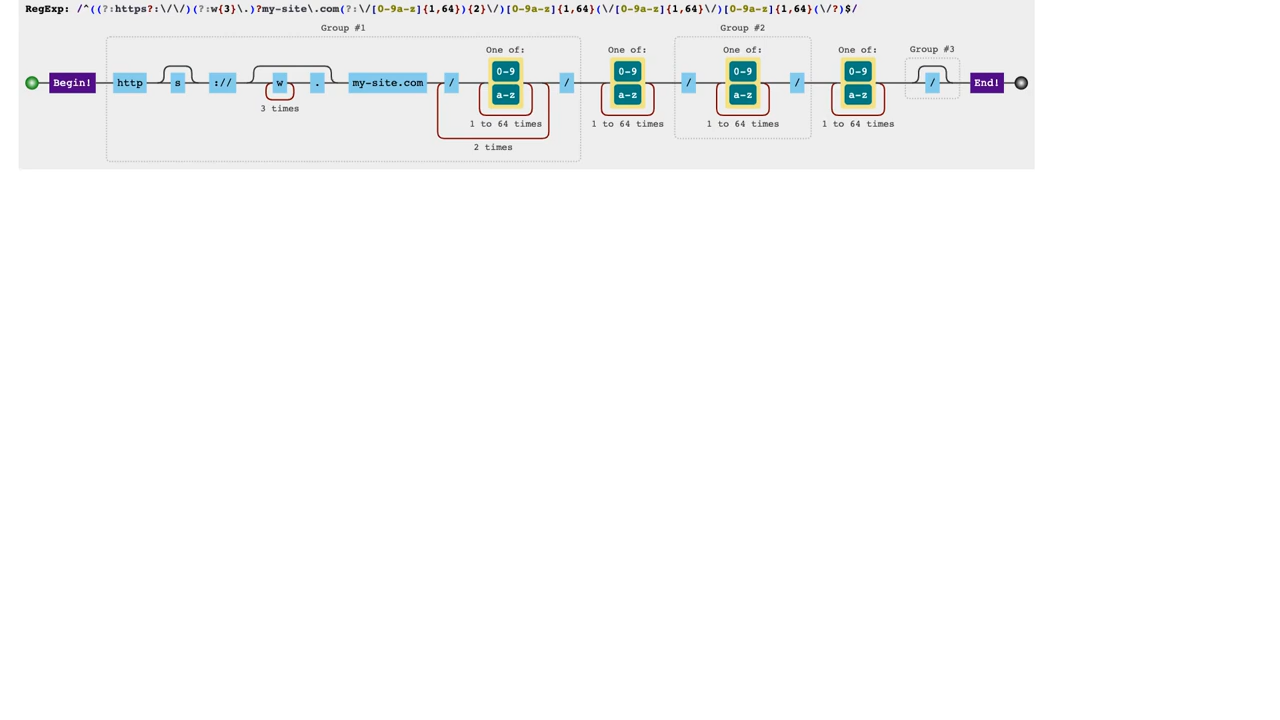 RegExp: /^((?:https?:\/\/)(?:w{3}\.)?my-site\.com(?:\/[0-9a-z]{1,64}){2}\/)[0-9a-z]{1,64}(\/[0-9a-z]{1,64}\/)[0-9a-z]{1,64}(\/?)$/
Group #1 Group #2
One of: One of: One of: One of: Group #3
0-9 0-9 0-9 0-9
Begin! http s :// w . my-site.com / / / / / End!
a-z a-z a-z a-z
3 times
1 to 64 times 1 to 64 times 1 to 64 times 1 to 64 times
2 times